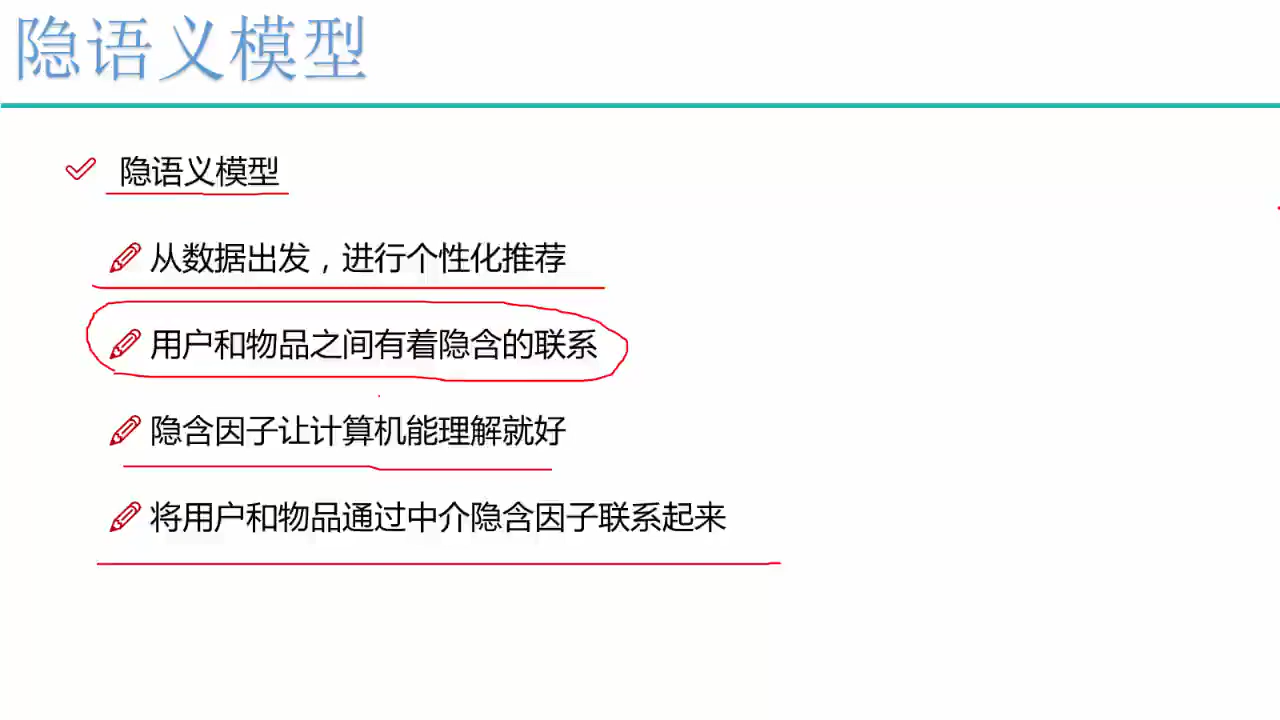 隐语义模型
隐语义模型
从数据出发，进行个性化推荐
用户和物品之间有着隐含的联系
隐含因子让计算机能理解就好
将用户和物品通过中介隐含因子联系起来